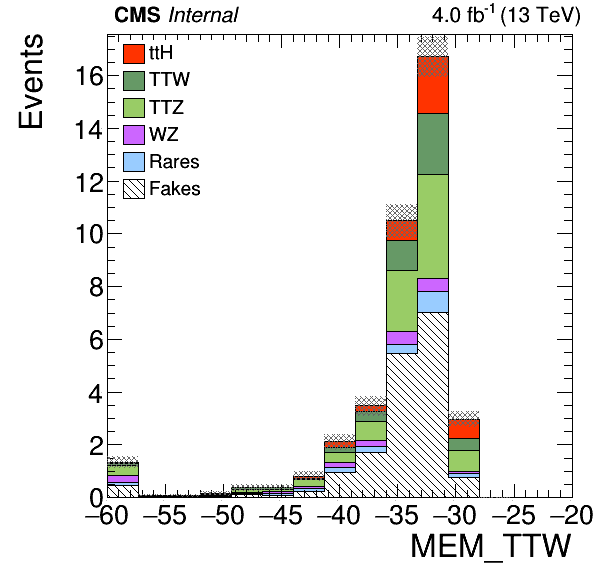 CMS Internal 4.0 fb-1 (13 TeV)
Events
ttH
TTW
TTZ
WZ
Rares
Fakes
16
14
12
10
8
6
4
2
0
−60 −55 −50 −45 −40 −35 −30 −25 −20
MEM_TTW